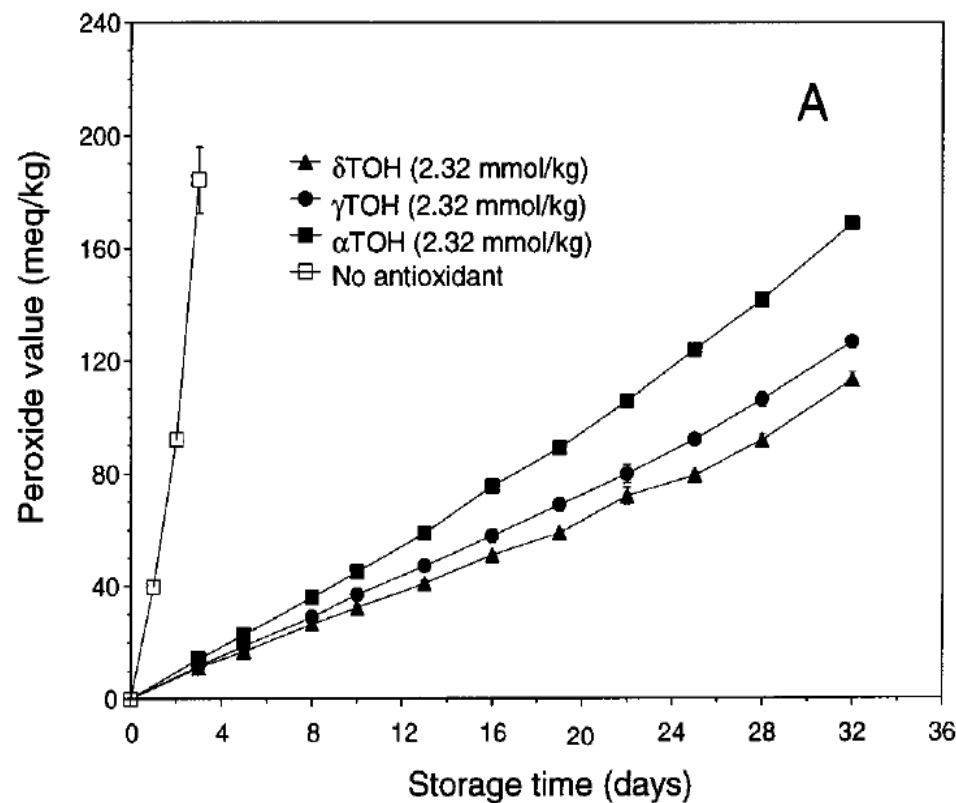 A
δTOH (2.32 mmol/kg)
γTOH (2.32 mmol/kg)
αTOH (2.32 mmol/kg)
No antioxidant
Peroxide value (meq/kg)
240
200
160
120
80
40
0
0 4 8 12 16 20 24 28 32 36
Storage time (days)